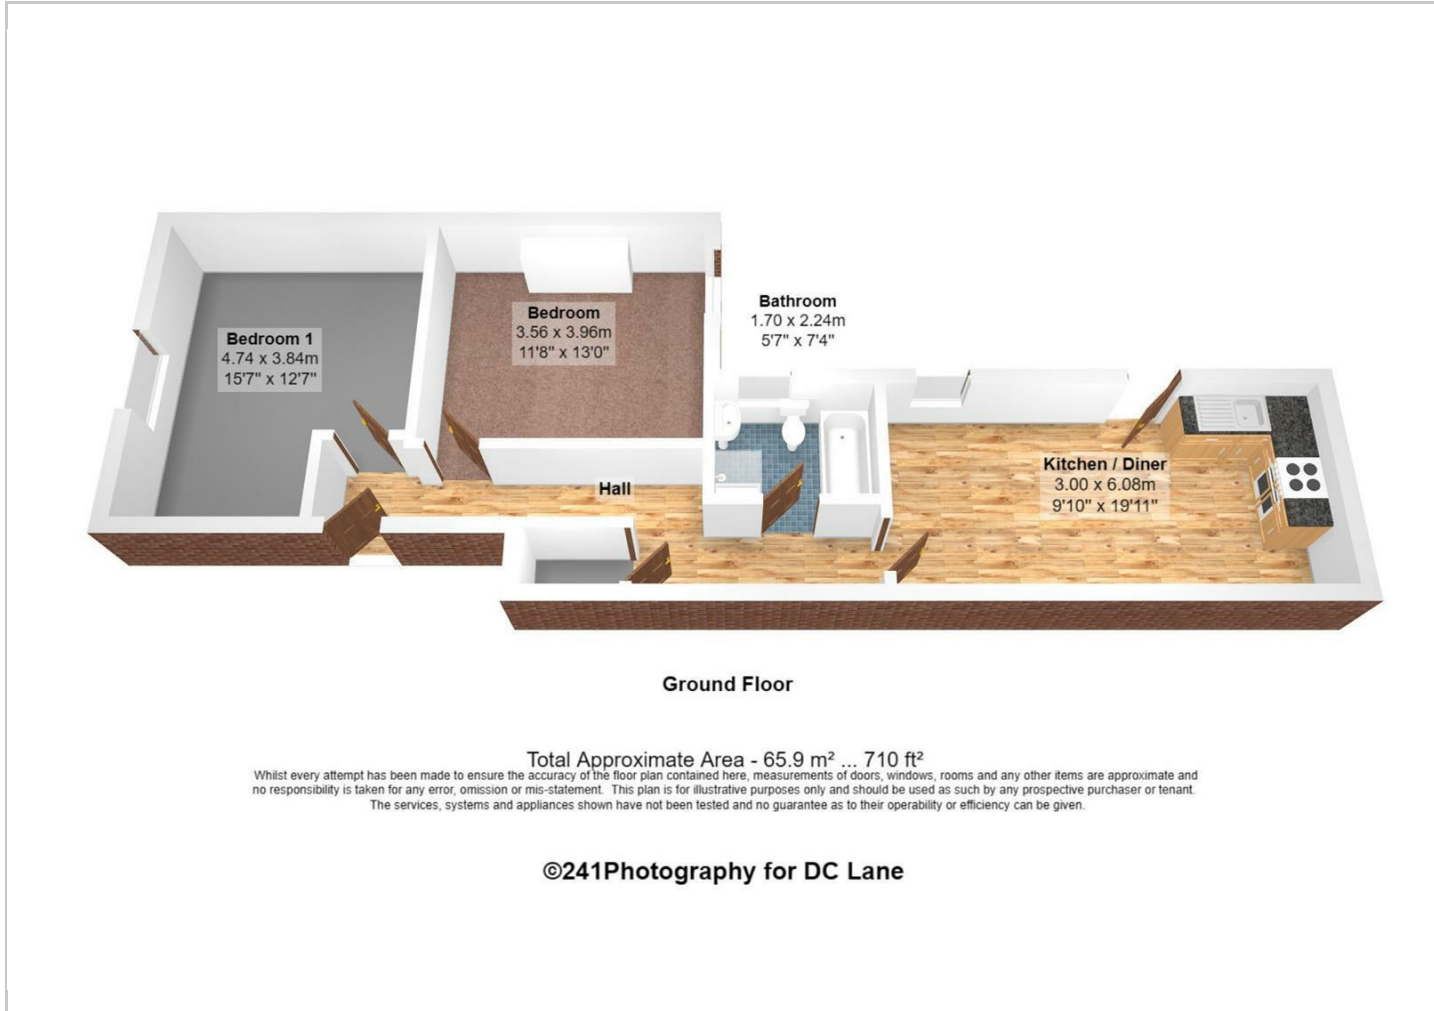 Bathroom
1.70 x 2.24m
5'7" x 7'4"
Bedroom
3.56 x 3.96m
11'8" x 13'0"
Bedroom 1
4.74 x 3.84m
15'7" x 12'7"
Kitchen / Diner
3.00 x 6.08m
9'10" x 19'11"
Hall
Ground Floor
Total Approximate Area - 65.9 m² ... 710 ft²
Whilst every attempt has been made to ensure the accuracy of the floor plan contained here, measurements of doors, windows, rooms and any other items are approximate and
no responsibility is taken for any error, omission or mis-statement. This plan is for illustrative purposes only and should be used as such by any prospective purchaser or tenant.
The services, systems and appliances shown have not been tested and no guarantee as to their operability or efficiency can be given.
©241Photography for DC Lane